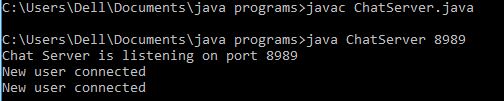 C:\Users\Dell\Documents\java programs>javac ChatServer.java
C:\Users\Dell\Documents\java programs>java ChatServer 8989
Chat Server is listening on port 8989
New user connected
New user connected